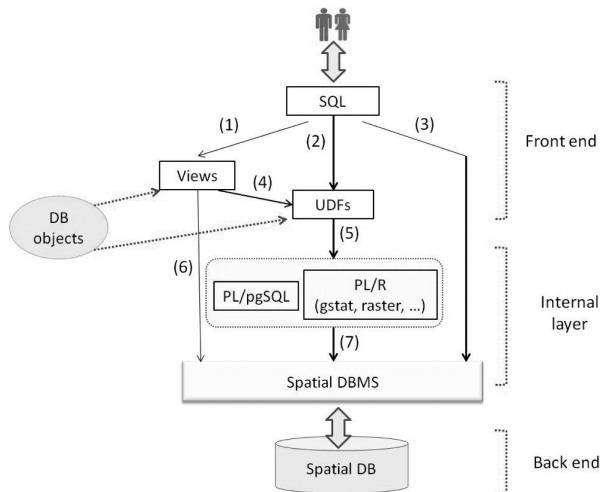 SQL
(1)
(2)
(3)
Front end
Views
(4)
UDFs
DB
objects
(5)
(6)
PL/pgSQL
PL/R
(gstat, raster, ...)
Internal
layer
(7)
Spatial DBMS
Spatial DB
Back end